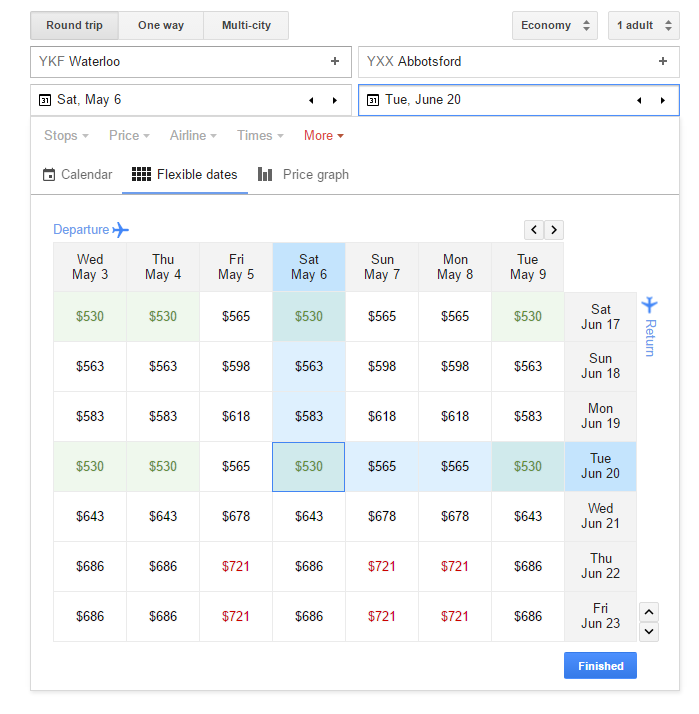 Round trip One way Multi-city Economy 1 adult
YKF Waterloo + YXX Abbotsford +
31 Sat, May 6 31 Tue, June 20
Stops Price Airline Times More
Calendar Flexible dates Price graph
Departure
Wed Thu Fri Sat Sun Mon Tue
May 3 May 4 May 5 May 6 May 7 May 8 May 9
$530 $530 $565 $530 $565 $565 $530 Sat
Jun 17
Return
$563 $563 $598 $563 $598 $598 $563 Sun
Jun 18
$583 $583 $618 $583 $618 $618 $583 Mon
Jun 19
$530 $530 $565 $530 $565 $565 $530 Tue
Jun 20
$643 $643 $678 $643 $678 $678 $643 Wed
Jun 21
$686 $686 $721 $686 $721 $721 $686 Thu
Jun 22
$686 $686 $721 $686 $721 $721 $686 Fri
Jun 23
Finished